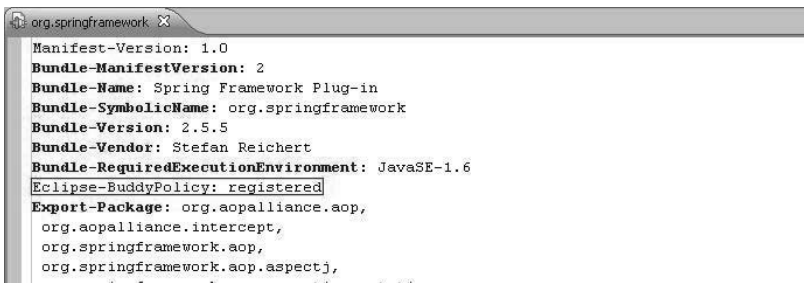 org.springframework
Manifest-Version: 1.0
Bundle-ManifestVersion: 2
Bundle-Name: Spring Framework Plug-in
Bundle-SymbolicName: org.springframework
Bundle-Version: 2.5.5
Bundle-Vendor: Stefan Reichert
Bundle-RequiredExecutionEnvironment: JavaSE-1.6
Eclipse-BuddyPolicy: registered
Export-Package: org.aopalliance.aop,
org.aopalliance.intercept,
org.springframework.aop,
org.springframework.aop.aspectj,